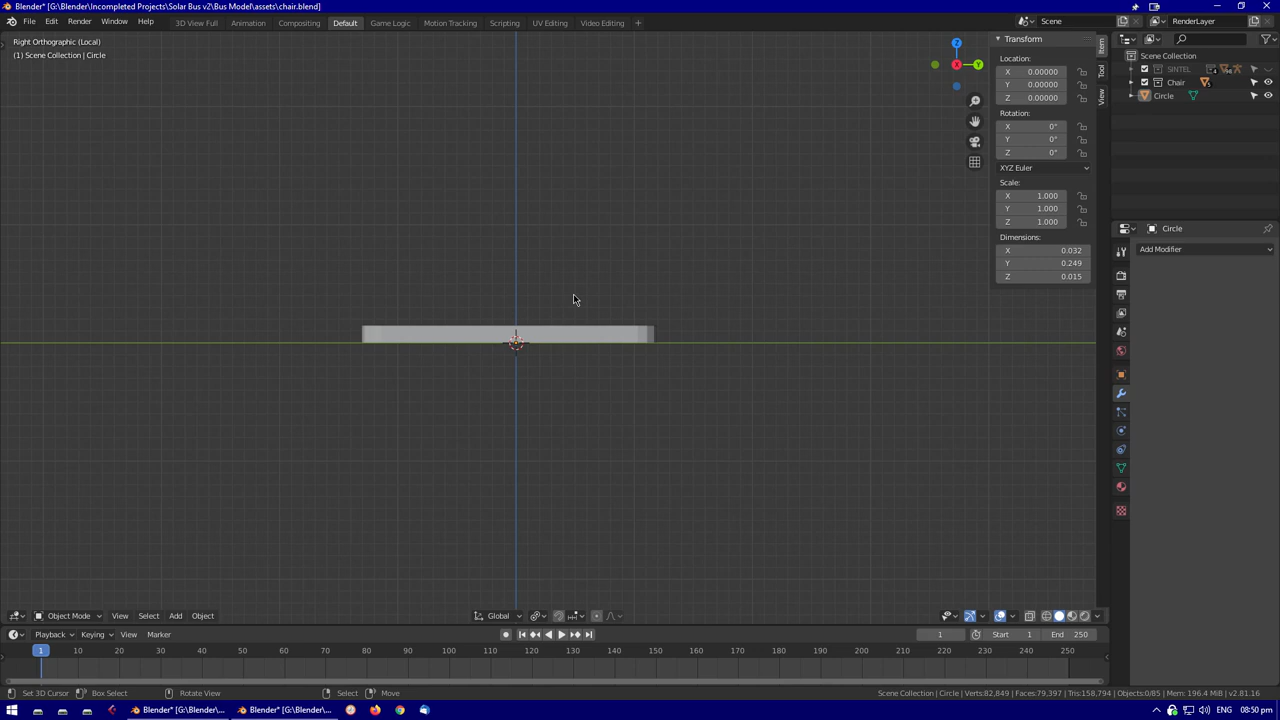 Blender* [G:\Blender\Incompleted Projects\Solar Bus v2\Bus Model\assets\chair.blend]
File Edit Render Window Help 3D View Full Animation Compositing Default Game Logic Motion Tracking Scripting UV Editing Video Editing + Scene RenderLayer
Right Orthographic (Local)
(1) Scene Collection | Circle
Z
X
Y
Transform
Location:
X 0.00000
Y 0.00000
Z 0.00000
Rotation:
X 0°
Y 0°
Z 0°
XYZ Euler
Scale:
X 1.000
Y 1.000
Z 1.000
Dimensions:
X 0.032
Y 0.249
Z 0.015
Item
Tool
View
Scene Collection
SINTEL
Chair 5
Circle
Circle
Add Modifier
Object Mode View Select Add Object Global
Playback Keying View Marker 1 Start 1 End 250
1 10 20 30 40 50 60 70 80 90 100 110 120 130 140 150 160 170 180 190 200 210 220 230 240 250
Set 3D Cursor Box Select Rotate View Select Move Scene Collection | Circle | Verts:82,849 | Faces:79,397 | Tris:158,794 | Objects:0/85 | Mem: 196.4 MiB | v2.81.16
Blender* [G:\Blend... Blender* [G:\Blend... ENG 08:50 pm